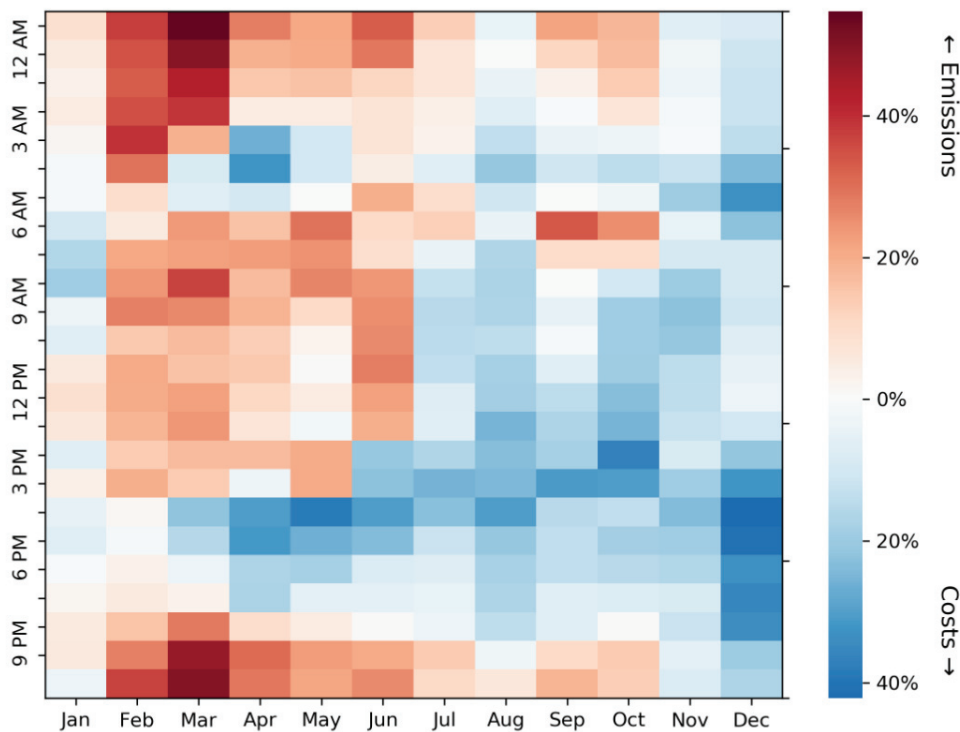 12 AM
3 AM
6 AM
9 AM
12 PM
3 PM
6 PM
9 PM
Jan Feb Mar Apr May Jun Jul Aug Sep Oct Nov Dec
40%
20%
0%
20%
40%
← Emissions
Costs →